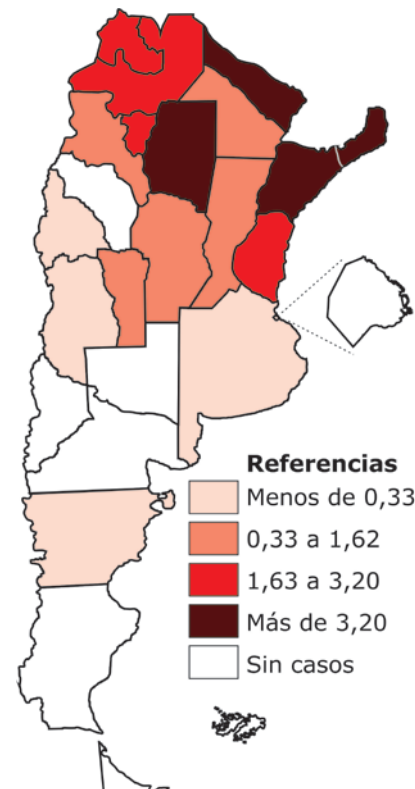 Referencias
Menos de 0,33
0,33 a 1,62
1,63 a 3,20
Más de 3,20
Sin casos